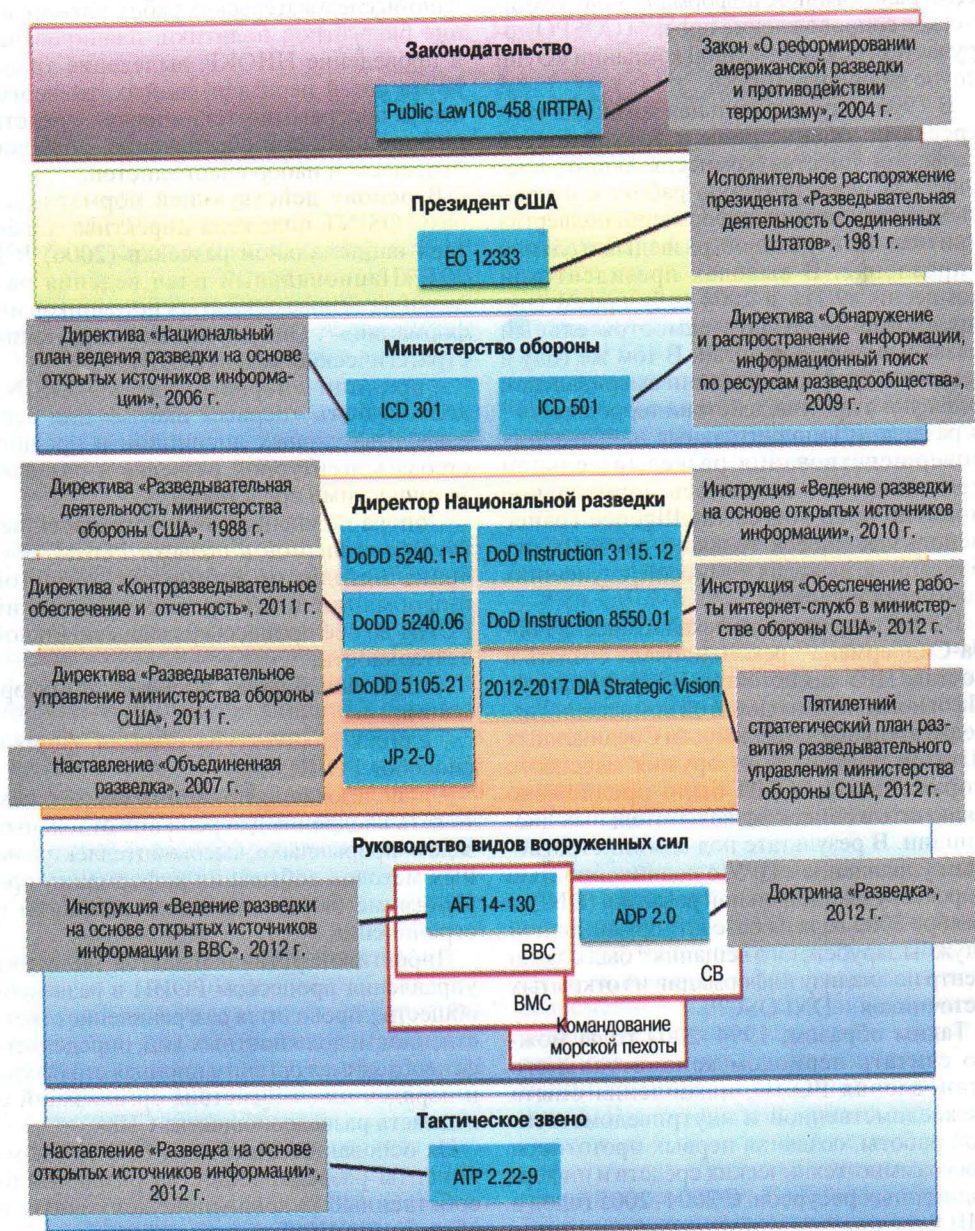 Законодательство
Public Law108-458 (IRTPA)
Закон «О реформировании
американской разведки
и противодействии
терроризму», 2004 г.
Президент США
ЕО 12333
Исполнительное распоряжение
президента «Разведывательная
деятельность Соединенных
Штатов», 1981 г.
Директива «Национальный
план ведения разведки на основе
открытых источников информа-
ции», 2006 г.
Министерство обороны
ICD 301
ICD 501
Директива «Обнаружение
и распространение информации,
информационный поиск
по ресурсам разведсообщества»,
2009 г.
Директива «Разведывательная
деятельность министерства
обороны США», 1988 г.
Директор Национальной разведки
DoDD 5240.1-R
DoD Instruction 3115.12
Инструкция «Ведение разведки
на основе открытых источников
информации», 2010 г.
Директива «Контрразведывательное
обеспечение и отчетность», 2011 г.
DoDD 5240.06
DoD Instruction 8550.01
Инструкция «Обеспечение рабо-
ты интернет-служб в министер-
стве обороны США», 2012 г.
Директива «Разведывательное
управление министерства обороны
США», 2011 г.
DoDD 5105.21
2012-2017 DIA Strategic Vision
Пятилетний
стратегический план раз-
вития разведывательного
управления министерства
обороны США, 2012 г.
Наставление «Объединенная
разведка», 2007 г.
JP 2-0
Руководство видов вооруженных сил
Инструкция «Ведение разведки
на основе открытых источников
информации в ВВС», 2012 г.
AFI 14-130
ADP 2.0
Доктрина «Разведка»,
2012 г.
ВВС
СВ
ВМС
Командование
морской пехоты
Тактическое звено
Наставление «Разведка на основе
открытых источников информации»,
2012 г.
ATP 2.22-9